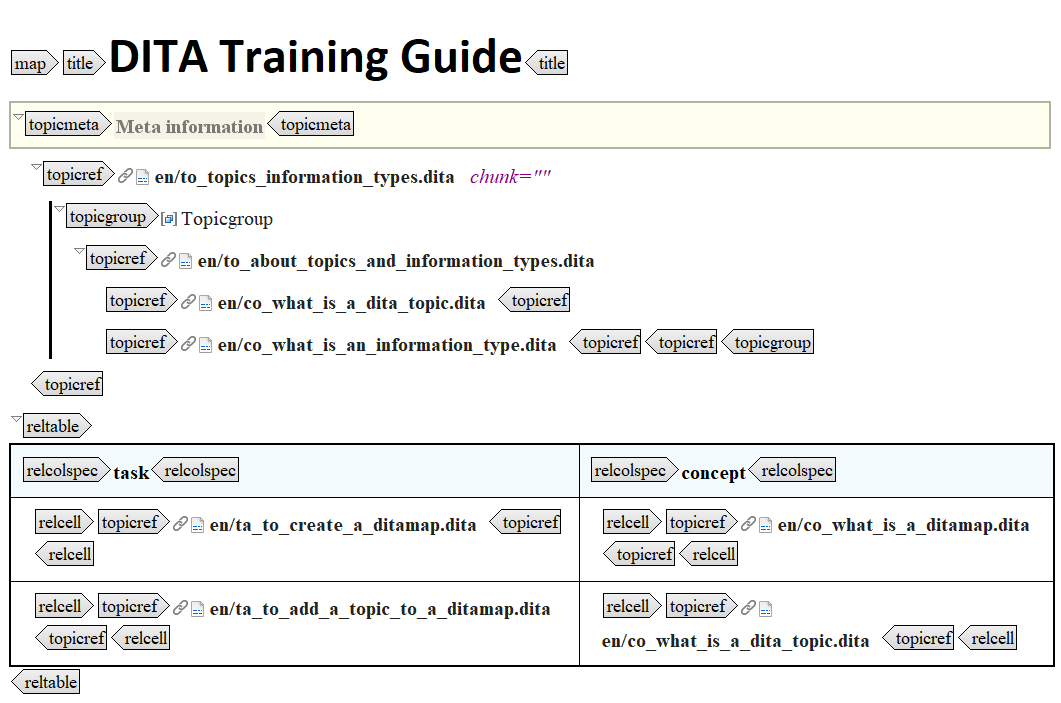 map title DITA Training Guide title
topicmeta Meta information topicmeta
topicref en/to_topics_information_types.dita chunk=""
topicgroup Topicgroup
topicref en/to_about_topics_and_information_types.dita
topicref en/co_what_is_a_dita_topic.dita topicref
topicref en/co_what_is_an_information_type.dita topicref topicref topicgroup
topicref
reltable
relcolspec task relcolspec
relcolspec concept relcolspec
relcell topicref en/ta_to_create_a_ditamap.dita topicref
relcell
relcell topicref en/co_what_is_a_ditamap.dita
topicref relcell
relcell topicref en/ta_to_add_a_topic_to_a_ditamap.dita
topicref relcell
relcell topicref
en/co_what_is_a_dita_topic.dita topicref relcell
reltable